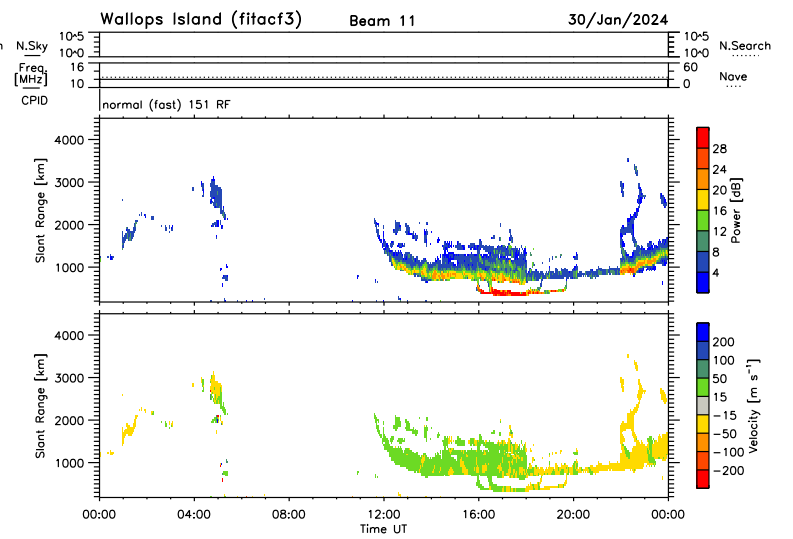 Wallops Island (fitacf3) Beam 11 30/Jan/2024
n N.Sky 10^5 10^5 N.Search
10^0 10^0
Freq. 16 60 Nave
[MHz] 10 0
CPID normal (fast) 151 RF
Slant Range [km]
4000
3000
2000
1000
28
24
20
16
12
8
4
Power [dB]
Slant Range [km]
4000
3000
2000
1000
200
100
50
15
-15
-50
-100
-200
Velocity [m s⁻¹]
00:00 04:00 08:00 12:00 16:00 20:00 00:00
Time UT